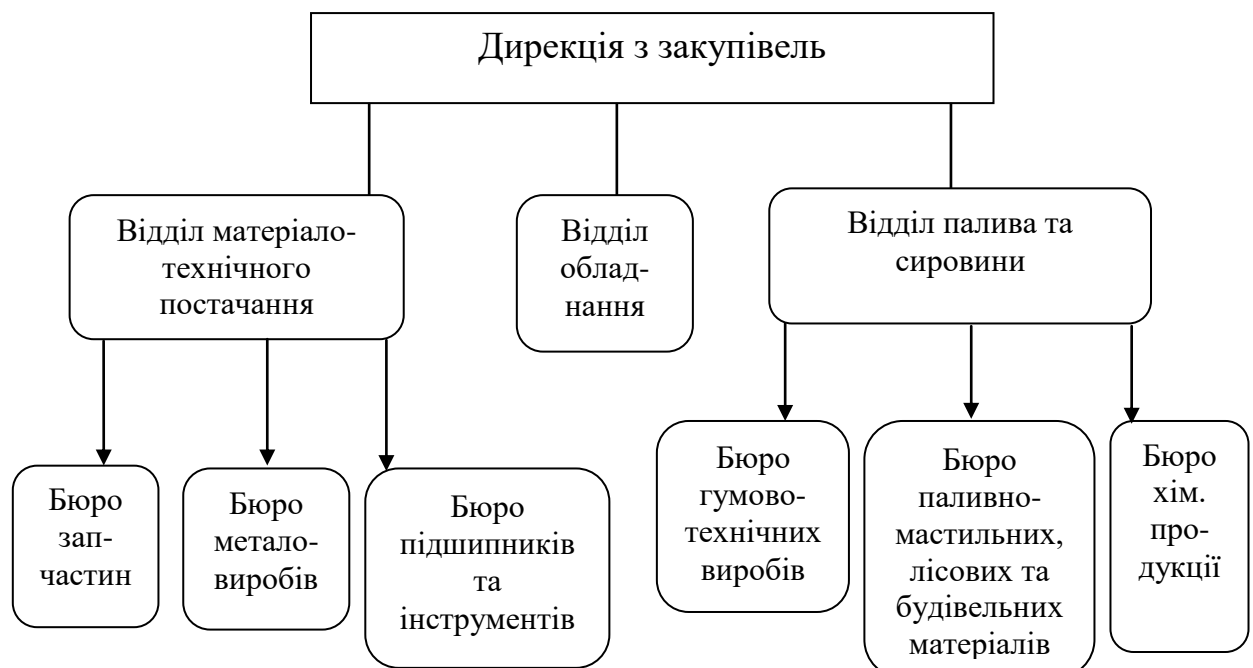 Дирекція з закупівель
Відділ матеріало-
технічного
постачання
Відділ
облад-
нання
Відділ палива та
сировини
Бюро
зап-
частин
Бюро
метало-
виробів
Бюро
підшипників
та
інструментів
Бюро
гумово-
технічних
виробів
Бюро
паливно-
мастильних,
лісових та
будівельних
матеріалів
Бюро
хім.
про-
дукції